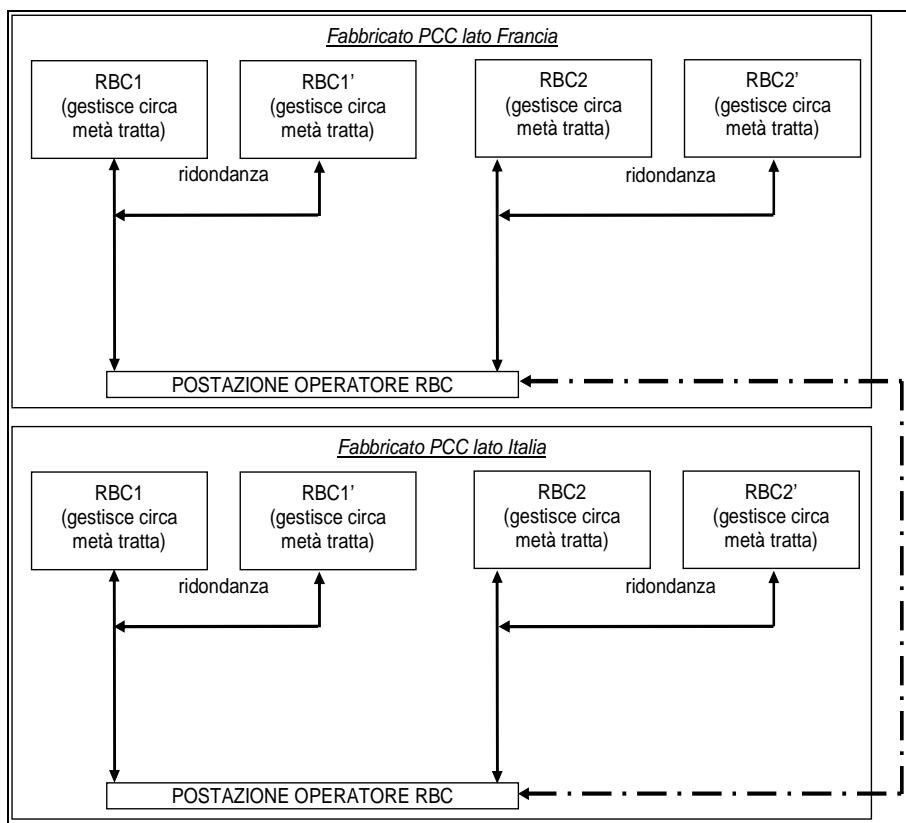 Fabbricato PCC lato Francia
RBC1
(gestisce circa
metà tratta)
RBC1’
(gestisce circa
metà tratta)
RBC2
(gestisce circa
metà tratta)
RBC2’
(gestisce circa
metà tratta)
ridondanza
ridondanza
POSTAZIONE OPERATORE RBC
Fabbricato PCC lato Italia
RBC1
(gestisce circa
metà tratta)
RBC1’
(gestisce circa
metà tratta)
RBC2
(gestisce circa
metà tratta)
RBC2’
(gestisce circa
metà tratta)
ridondanza
ridondanza
POSTAZIONE OPERATORE RBC